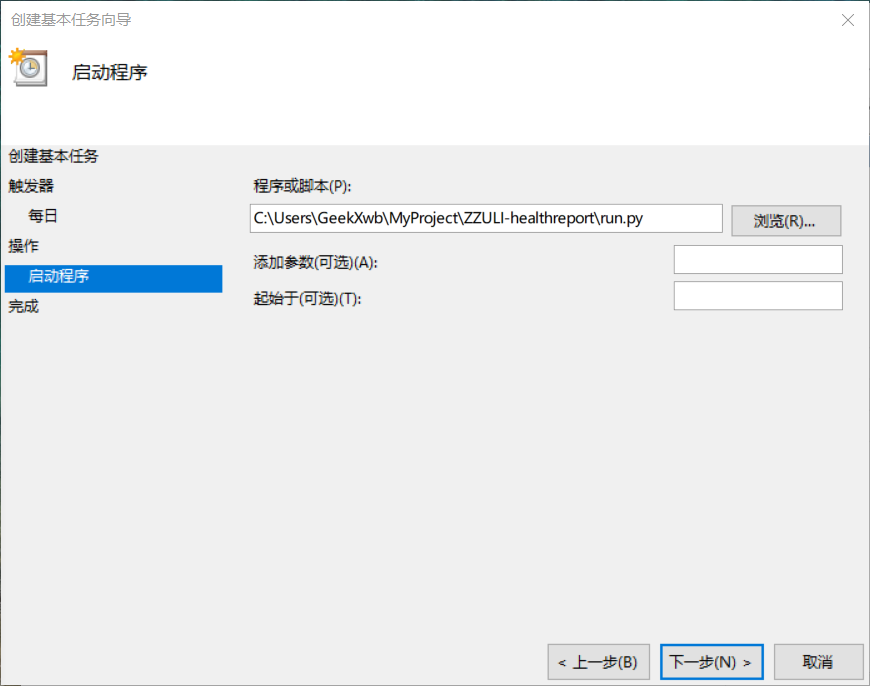 创建基本任务向导
启动程序
创建基本任务
触发器
每日
操作
启动程序
完成
程序或脚本(P):
C:\Users\GeekXwb\MyProject\ZZULI-healthreport\run.py
浏览(R)...
添加参数(可选)(A):
起始于(可选)(T):
< 上一步(B)
下一步(N) >
取消